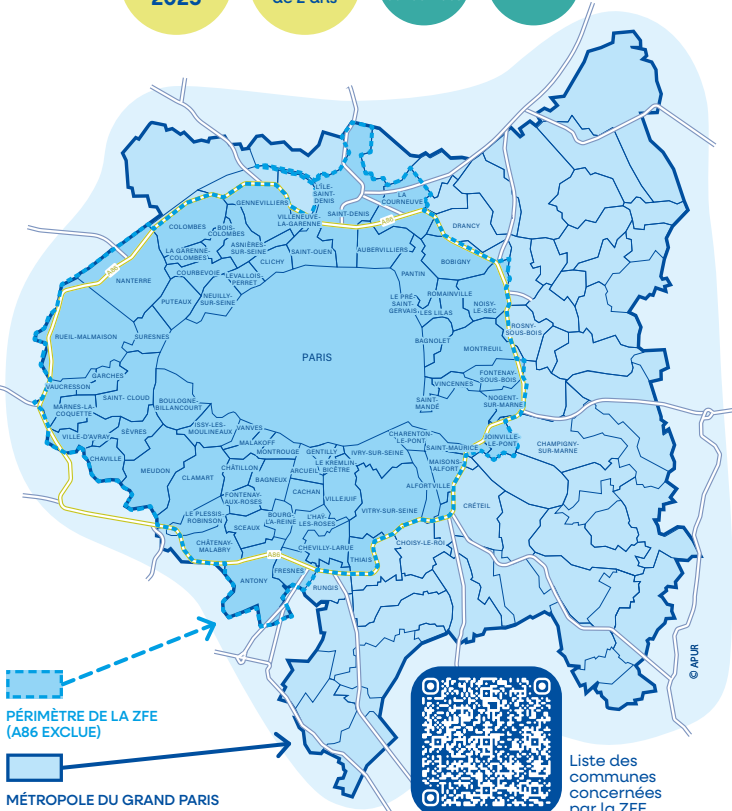 2025
de 2 ans
L'ÎLE-
SAINT-
DENIS
GENNEVILLIERS
VILLENEUVE-
LA-GARENNE
SAINT-DENIS
LA
COURNEUVE
A86
DRANCY
COLOMBES
BOIS-
COLOMBES
LA GARENNE-
COLOMBES
ASNIÈRES-
SUR-SEINE
SAINT-OUEN
AUBERVILLIERS
BOBIGNY
CLICHY
A86
NANTERRE
COURBEVOIE
LEVALLOIS-
PERRET
PANTIN
PUTEAUX
NEUILLY-
SUR-SEINE
LE PRÉ-
SAINT-
GERVAIS
ROMAINVILLE
LES LILAS
NOISY-
LE-SEC
ROSNY-
SOUS-BOIS
RUEIL-MALMAISON
SURESNES
PARIS
BAGNOLET
MONTREUIL
GARCHES
VAUCRESSON
SAINT- CLOUD
MARNES-LA-
COQUETTE
BOULOGNE-
BILLANCOURT
VINCENNES
FONTENAY-
SOUS-BOIS
SAINT-
MANDÉ
NOGENT-
SUR-MARNE
VILLE-D'AVRAY
SÈVRES
ISSY-LES-
MOULINEAUX
VANVES
MALAKOFF
MONTROUGE
GENTILLY
CHARENTON-
LE-PONT
SAINT-MAURICE
JOINVILLE-
LE-PONT
CHAMPIGNY-
SUR-MARNE
CHAVILLE
MEUDON
CLAMART
CHÂTILLON
BAGNEUX
ARCUEIL
LE KREMLIN-
BICÊTRE
IVRY-SUR-SEINE
MAISONS-
ALFORT
ALFORTVILLE
FONTENAY-
AUX-ROSES
CACHAN
VILLEJUIF
LE PLESSIS-
ROBINSON
SCEAUX
BOURG-
LA-REINE
L'HAŸ-
LES-ROSES
VITRY-SUR-SEINE
CRÉTEIL
CHÂTENAY-
MALABRY
A86
CHEVILLY-LARUE
THIAIS
CHOISY-LE-ROI
ANTONY
FRESNES
RUNGIS
© APUR
PÉRIMÈTRE DE LA ZFE
(A86 EXCLUE)
MÉTROPOLE DU GRAND PARIS
Liste des
communes
concernées
par la ZFE